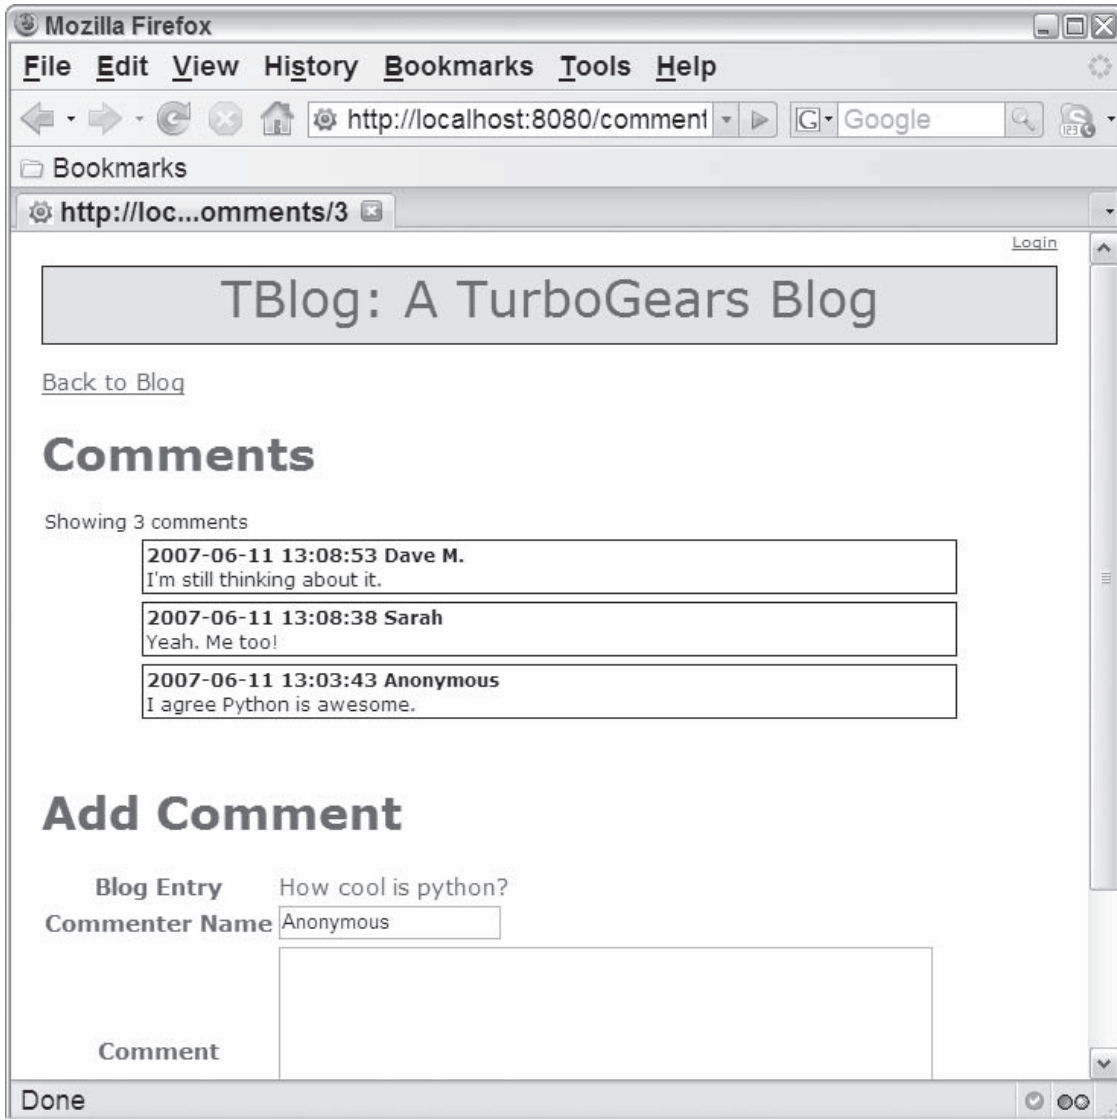 Mozilla Firefox
File Edit View History Bookmarks Tools Help
http://localhost:8080/comment G Google 123
Bookmarks
http://loc...omments/3
Login
TBlog: A TurboGears Blog
Back to Blog
Comments
Showing 3 comments
2007-06-11 13:08:53 Dave M.
I'm still thinking about it.
2007-06-11 13:08:38 Sarah
Yeah. Me too!
2007-06-11 13:03:43 Anonymous
I agree Python is awesome.
Add Comment
Blog Entry How cool is python?
Commenter Name Anonymous
Comment
Done